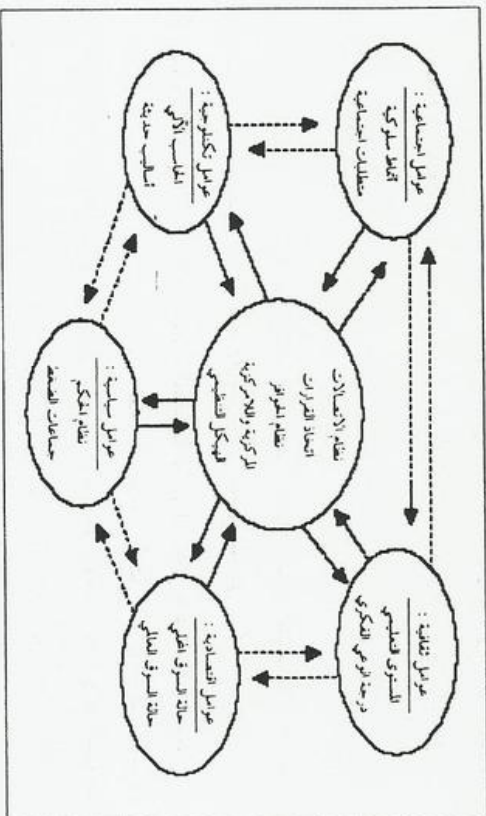 عوامل اجتماعية :
أنماط سلوكية
متطلبات اجتماعية
عوامل ثقافية :
المستوى التعليمي
درجة الوعي الفكري
نظام الاتصالات
اتخاذ القرارات
نظام الحوافز
المركزية واللامركزية
الهيكل التنظيمي
عوامل تكنلوجية :
الحاسب الآلي
أساليب حديثة
عوامل اقتصادية :
حالة السوق المحلي
حالة السوق العالمي
عوامل سياسية :
نظام الحكم
جماعات الضغط